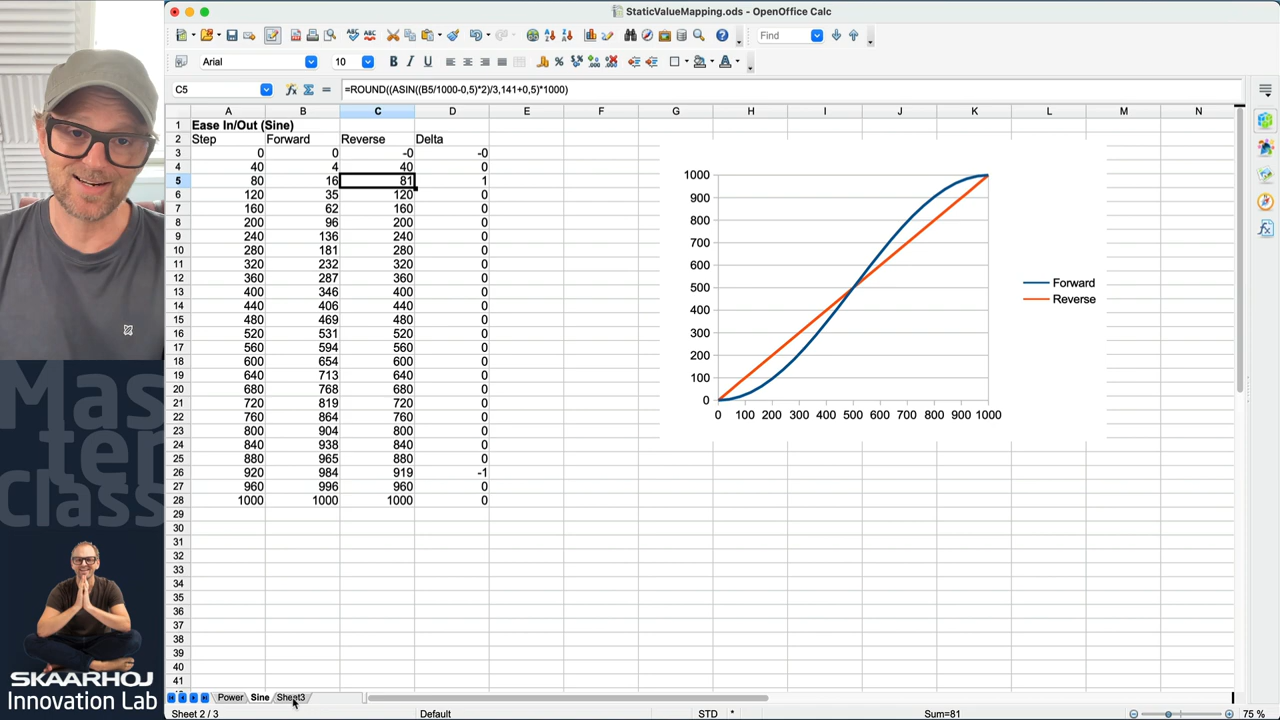 StaticValueMapping.ods - OpenOffice Calc
Find
Arial 10 B I U
C5 =ROUND((ASIN((B5/1000-0,5)*2)/3,141+0,5)*1000)
A B C D E F G H I J K L M N
1 Ease In/Out (Sine)
2 Step Forward Reverse Delta
3 0 0 -0 -0
4 40 4 40 0
5 80 16 81 1
6 120 35 120 0
7 160 62 160 0
8 200 96 200 0
9 240 136 240 0
10 280 181 280 0
11 320 232 320 0
12 360 287 360 0
13 400 346 400 0
14 440 406 440 0
15 480 469 480 0
16 520 531 520 0
17 560 594 560 0
18 600 654 600 0
19 640 713 640 0
20 680 768 680 0
21 720 819 720 0
22 760 864 760 0
23 800 904 800 0
24 840 938 840 0
25 880 965 880 0
26 920 984 919 -1
27 960 996 960 0
28 1000 1000 1000 0
29
30
31
32
33
34
35
36
37
38
39
40
41
1000
900
800
700
600
500
400
300
200
100
0
0 100 200 300 400 500 600 700 800 900 1000
Forward
Reverse
Power Sine Sheet3
Sheet 2 / 3 Default STD * Sum=81 75 %
Mas
ter
Class
SKAARHOJ
Innovation Lab